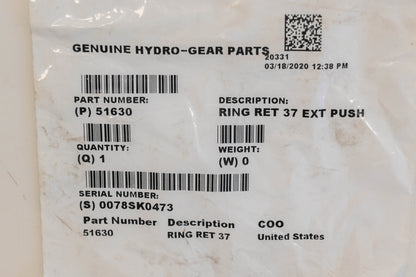 GENUINE HYDRO-GEAR PARTS
20331
03/18/2020 12:38 PM
PART NUMBER:
(P) 51630
DESCRIPTION:
RING RET 37 EXT PUSH
QUANTITY:
(Q) 1
WEIGHT:
(W) 0
SERIAL NUMBER:
(S) 0078SK0473
Part Number Description COO
51630 RING RET 37 United States